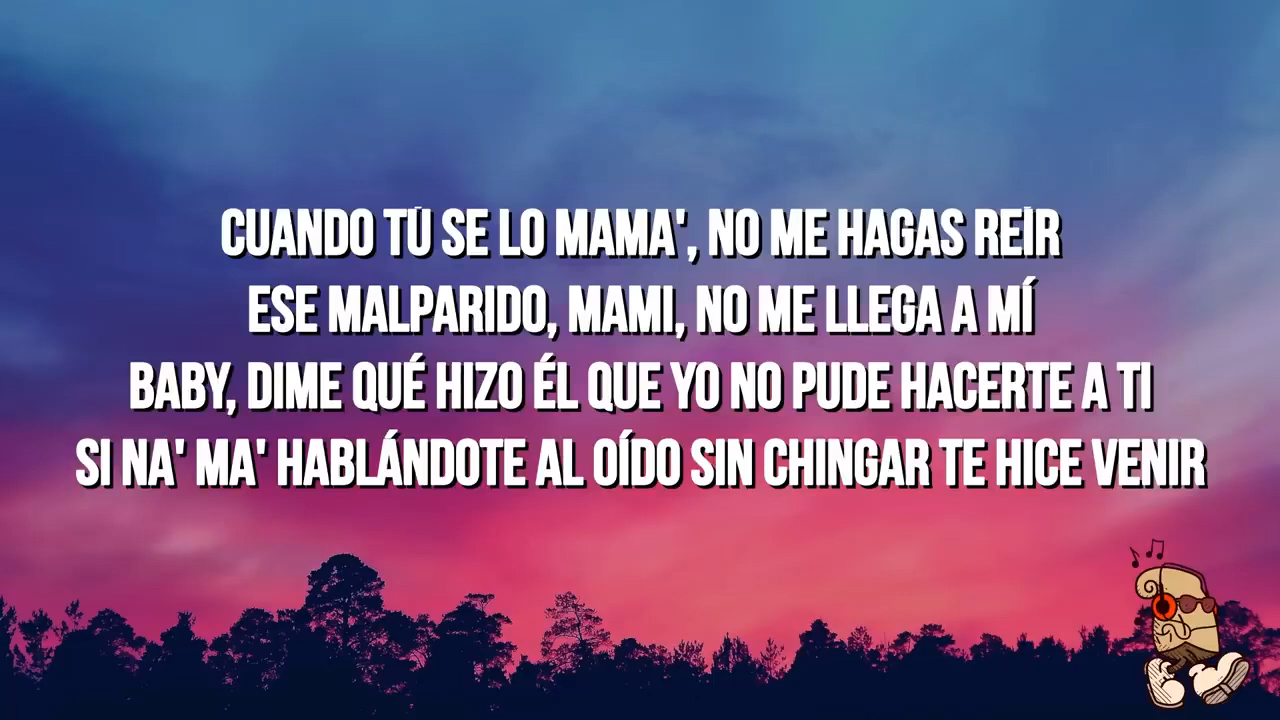 CUANDO TÚ SE LO MAMA', NO ME HAGAS REÍR
ESE MALPARIDO, MAMI, NO ME LLEGA A MÍ
BABY, DIME QUÉ HIZO ÉL QUE YO NO PUDE HACERTE A TI
SI NA' MA' HABLÁNDOTE AL OÍDO SIN CHINGAR TE HICE VENIR